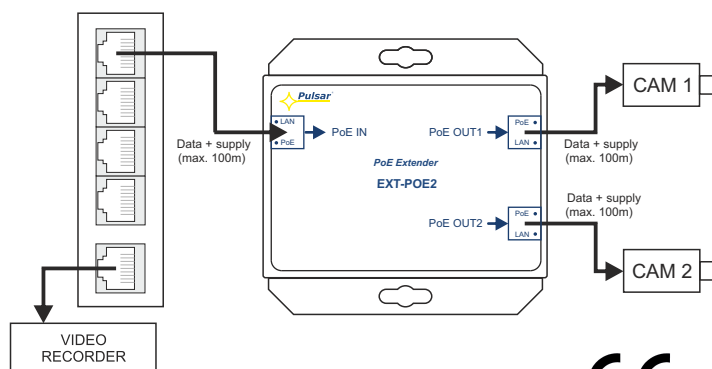 Pulsar
LAN
PoE
PoE IN
Data + supply
(max. 100m)
PoE Extender
EXT-POE2
PoE OUT1
PoE
LAN
Data + supply
(max. 100m)
CAM 1
PoE OUT2
PoE
LAN
Data + supply
(max. 100m)
CAM 2
VIDEO
RECORDER
CE